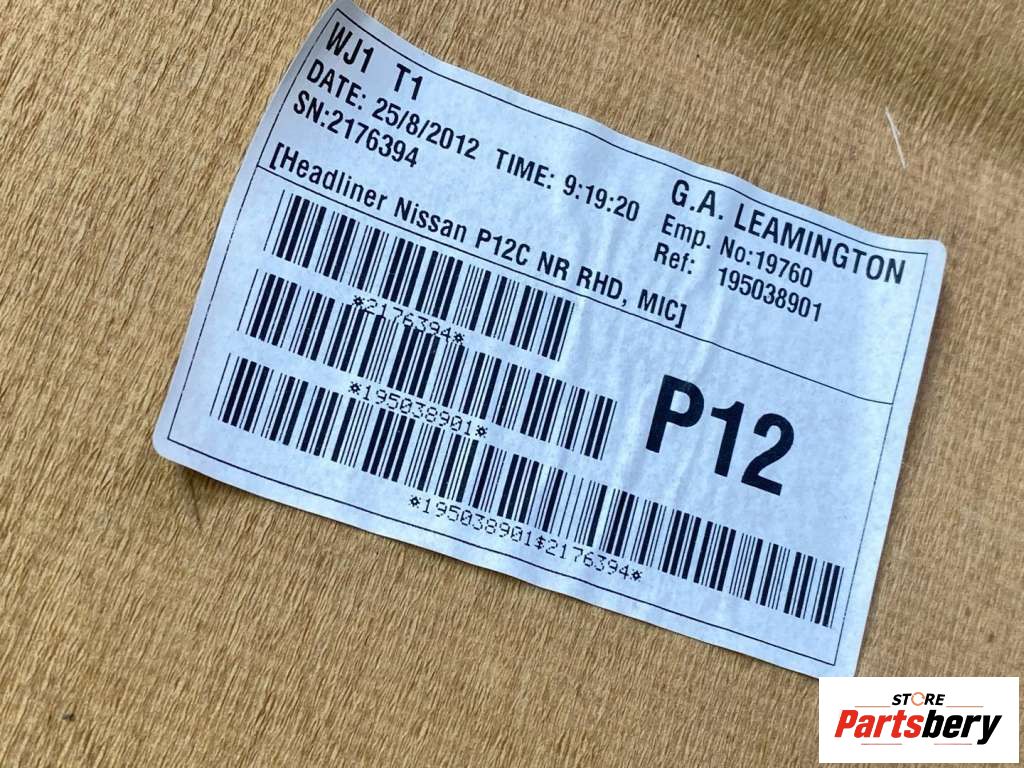 WJ1 T1
DATE: 25/8/2012 TIME: 9:19:20
SN:2176394
G.A. LEAMINGTON
Emp. No:19760
Ref: 195038901
[Headliner Nissan P12C NR RHD, MIC]
*2176394*
*195038901*
P12
*195038901$2176394*
STORE
Partsbery